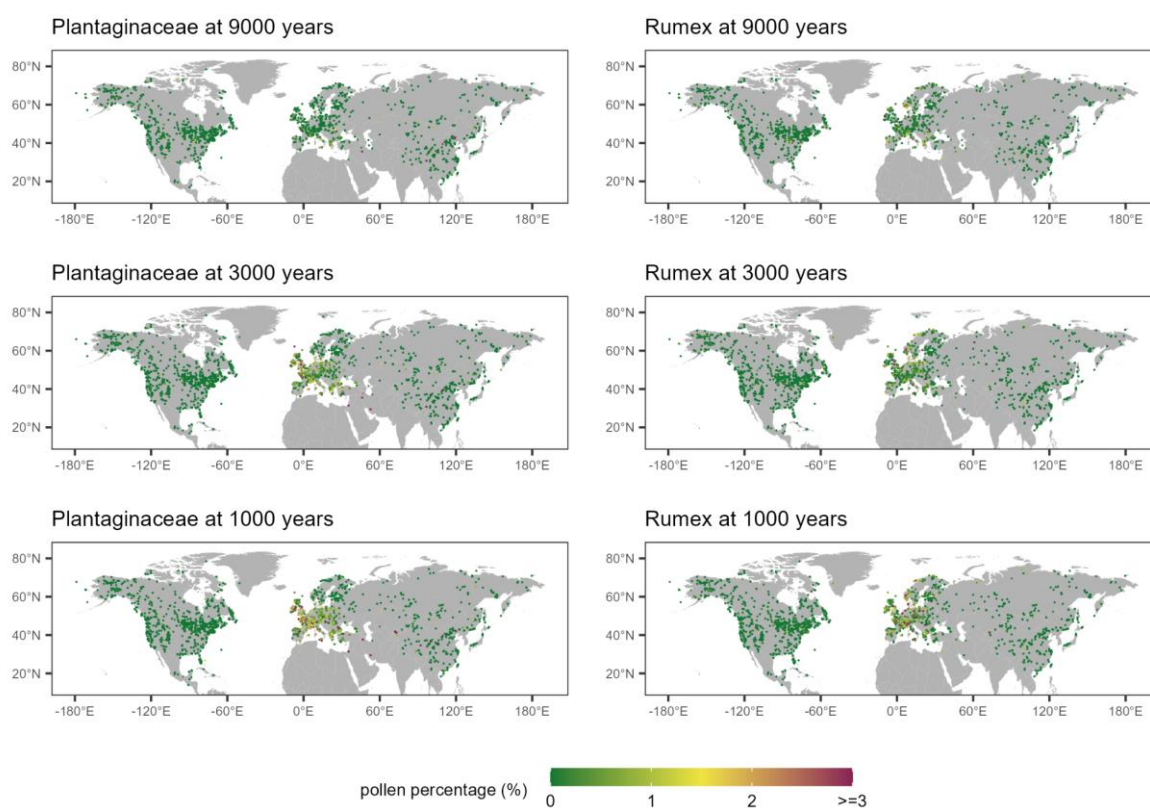 Plantaginaceae at 9000 years
Rumex at 9000 years
80°N
60°N
40°N
20°N
-180°E -120°E -60°E 0°E 60°E 120°E 180°E
80°N
60°N
40°N
20°N
-180°E -120°E -60°E 0°E 60°E 120°E 180°E
Plantaginaceae at 3000 years
Rumex at 3000 years
80°N
60°N
40°N
20°N
-180°E -120°E -60°E 0°E 60°E 120°E 180°E
80°N
60°N
40°N
20°N
-180°E -120°E -60°E 0°E 60°E 120°E 180°E
Plantaginaceae at 1000 years
Rumex at 1000 years
80°N
60°N
40°N
20°N
-180°E -120°E -60°E 0°E 60°E 120°E 180°E
80°N
60°N
40°N
20°N
-180°E -120°E -60°E 0°E 60°E 120°E 180°E
pollen percentage (%)
0 1 2 >=3